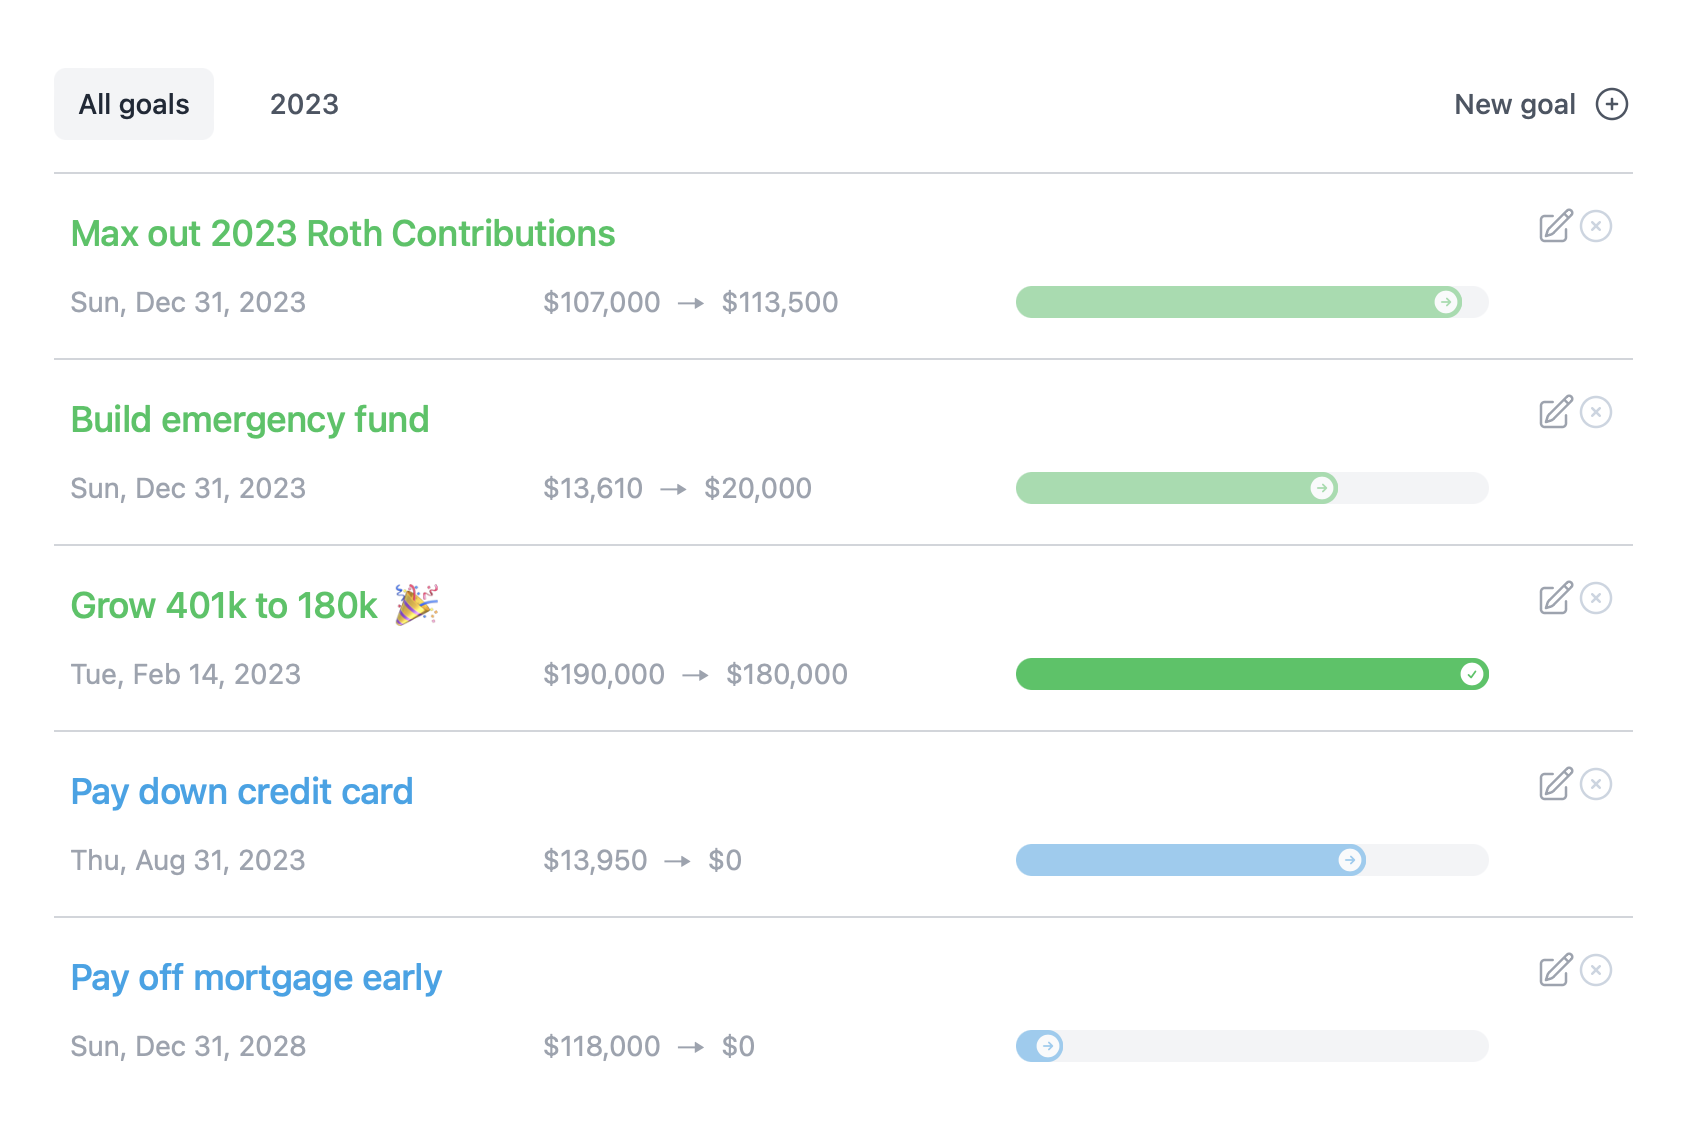 All goals 2023 New goal
Max out 2023 Roth Contributions
Sun, Dec 31, 2023 $107,000 → $113,500
Build emergency fund
Sun, Dec 31, 2023 $13,610 → $20,000
Grow 401k to 180k 🎉
Tue, Feb 14, 2023 $190,000 → $180,000
Pay down credit card
Thu, Aug 31, 2023 $13,950 → $0
Pay off mortgage early
Sun, Dec 31, 2028 $118,000 → $0